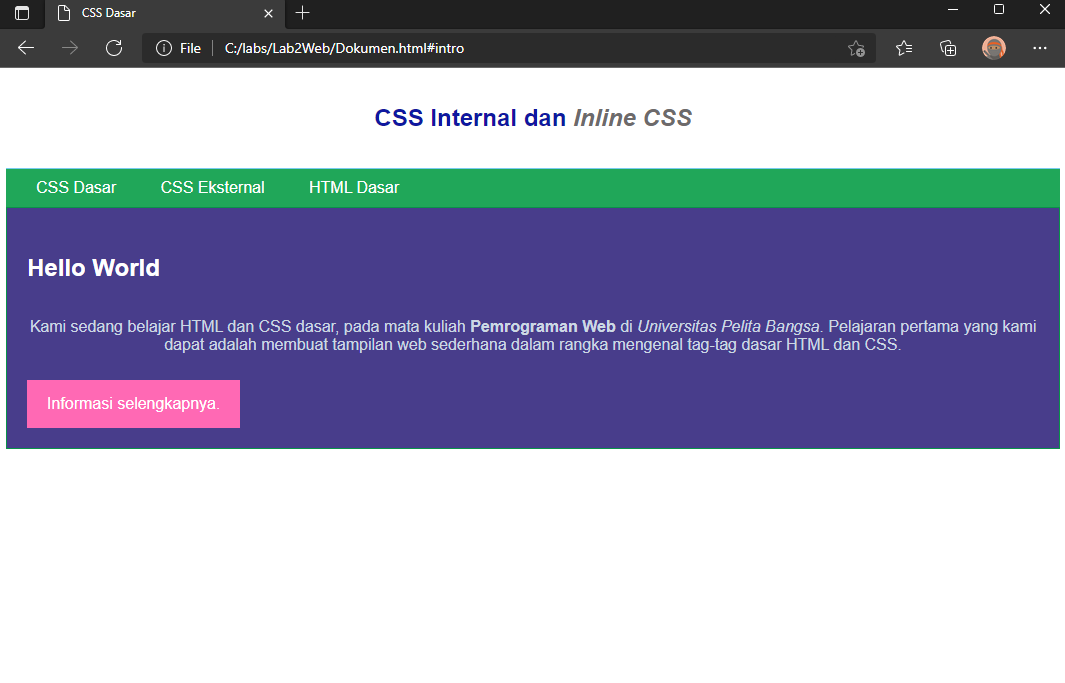 CSS Dasar
File C:/labs/Lab2Web/Dokumen.html#intro
CSS Internal dan Inline CSS
CSS Dasar CSS Eksternal HTML Dasar
Hello World
Kami sedang belajar HTML dan CSS dasar, pada mata kuliah Pemrograman Web di Universitas Pelita Bangsa. Pelajaran pertama yang kami
dapat adalah membuat tampilan web sederhana dalam rangka mengenal tag-tag dasar HTML dan CSS.
Informasi selengkapnya.